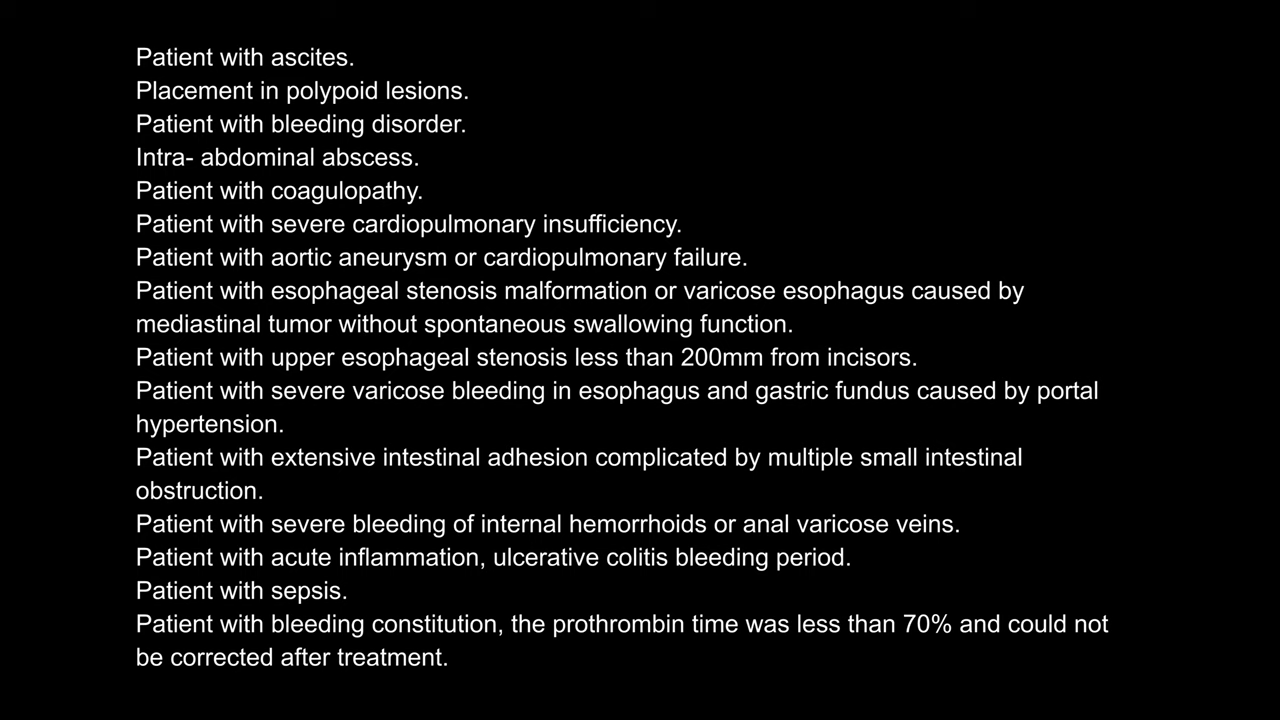 Patient with ascites.
Placement in polypoid lesions.
Patient with bleeding disorder.
Intra- abdominal abscess.
Patient with coagulopathy.
Patient with severe cardiopulmonary insufficiency.
Patient with aortic aneurysm or cardiopulmonary failure.
Patient with esophageal stenosis malformation or varicose esophagus caused by
mediastinal tumor without spontaneous swallowing function.
Patient with upper esophageal stenosis less than 200mm from incisors.
Patient with severe varicose bleeding in esophagus and gastric fundus caused by portal
hypertension.
Patient with extensive intestinal adhesion complicated by multiple small intestinal
obstruction.
Patient with severe bleeding of internal hemorrhoids or anal varicose veins.
Patient with acute inflammation, ulcerative colitis bleeding period.
Patient with sepsis.
Patient with bleeding constitution, the prothrombin time was less than 70% and could not
be corrected after treatment.